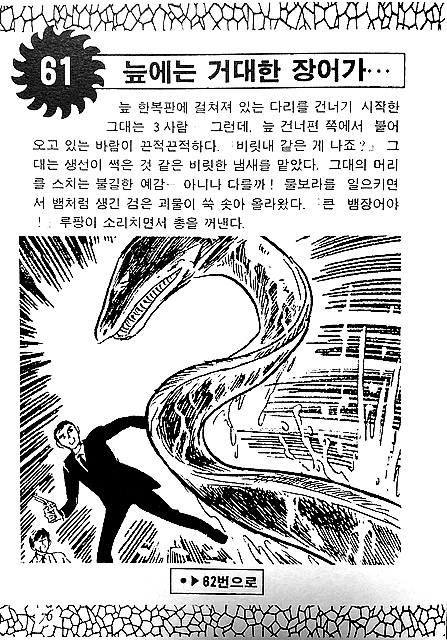 61
늪에는 거대한 장어가…
늪 한복판에 걸쳐져 있는 다리를 건너기 시작한
그대는 3사람… 그런데, 늪 건너편 쪽에서 불어
오고 있는 바람이 끈적끈적하다. 『비릿내 같은 게 나죠?』 그
대는 생선이 썩은 것 같은 비릿한 냄새를 맡았다. 그대의 머리
를 스치는 불길한 예감… 아니나 다를까! 물보라를 일으키면
서 뱀처럼 생긴 검은 괴물이 쑥 솟아 올라왔다. 『큰 뱀장어야
!』 루팡이 소리치면서 총을 꺼낸다.
●▶62번으로